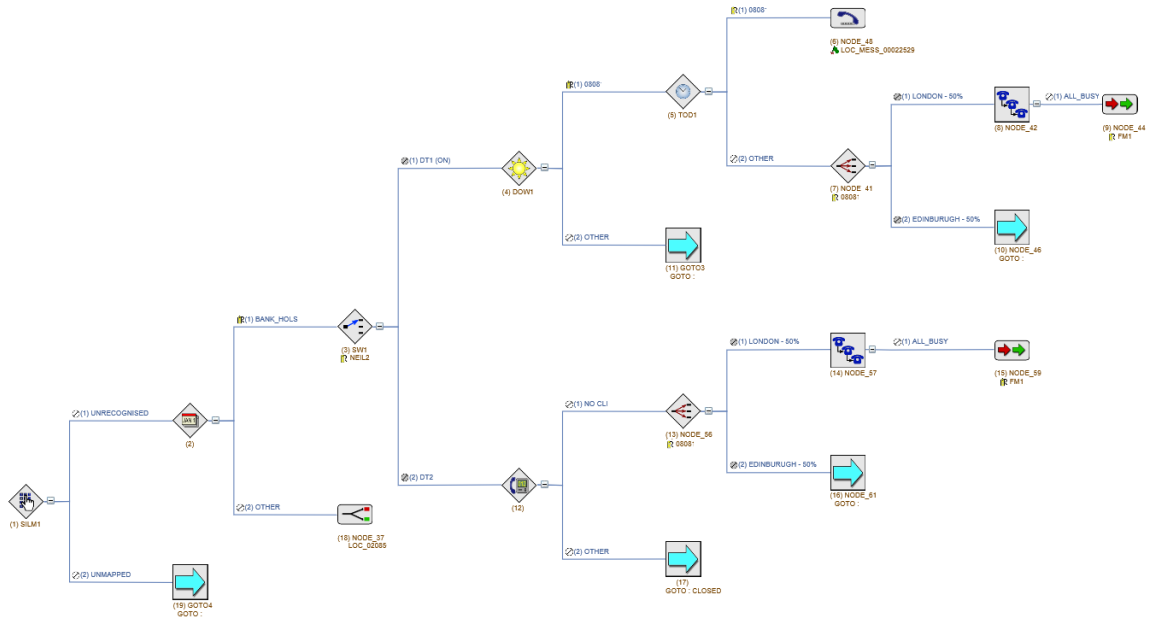 (1) 0808*
(6) NODE_48
LOC_MESS_00022529
(1) 0808*
(5) TOD1
(1) LONDON - 50%
(8) NODE_42
(1) ALL_BUSY
(9) NODE_44
FM1
(2) OTHER
(7) NODE_41
0808*
(2) EDINBURUGH - 50%
(10) NODE_46
GOTO :
(1) DT1 (ON)
(4) DOW1
(2) OTHER
(11) GOTO3
GOTO :
(1) BANK_HOLS
(3) SW1
NEIL2
(1) LONDON - 50%
(14) NODE_57
(1) ALL_BUSY
(15) NODE_59
FM1
(1) NO CLI
(13) NODE_56
0808*
(2) EDINBURUGH - 50%
(16) NODE_61
GOTO :
(1) UNRECOGNISED
JAN 1
(2)
(2) DT2
(12)
(2) OTHER
(17)
GOTO : CLOSED
(1) SILM1
(2) OTHER
(18) NODE_37
LOC_02085
(2) UNMAPPED
(19) GOTO4
GOTO :